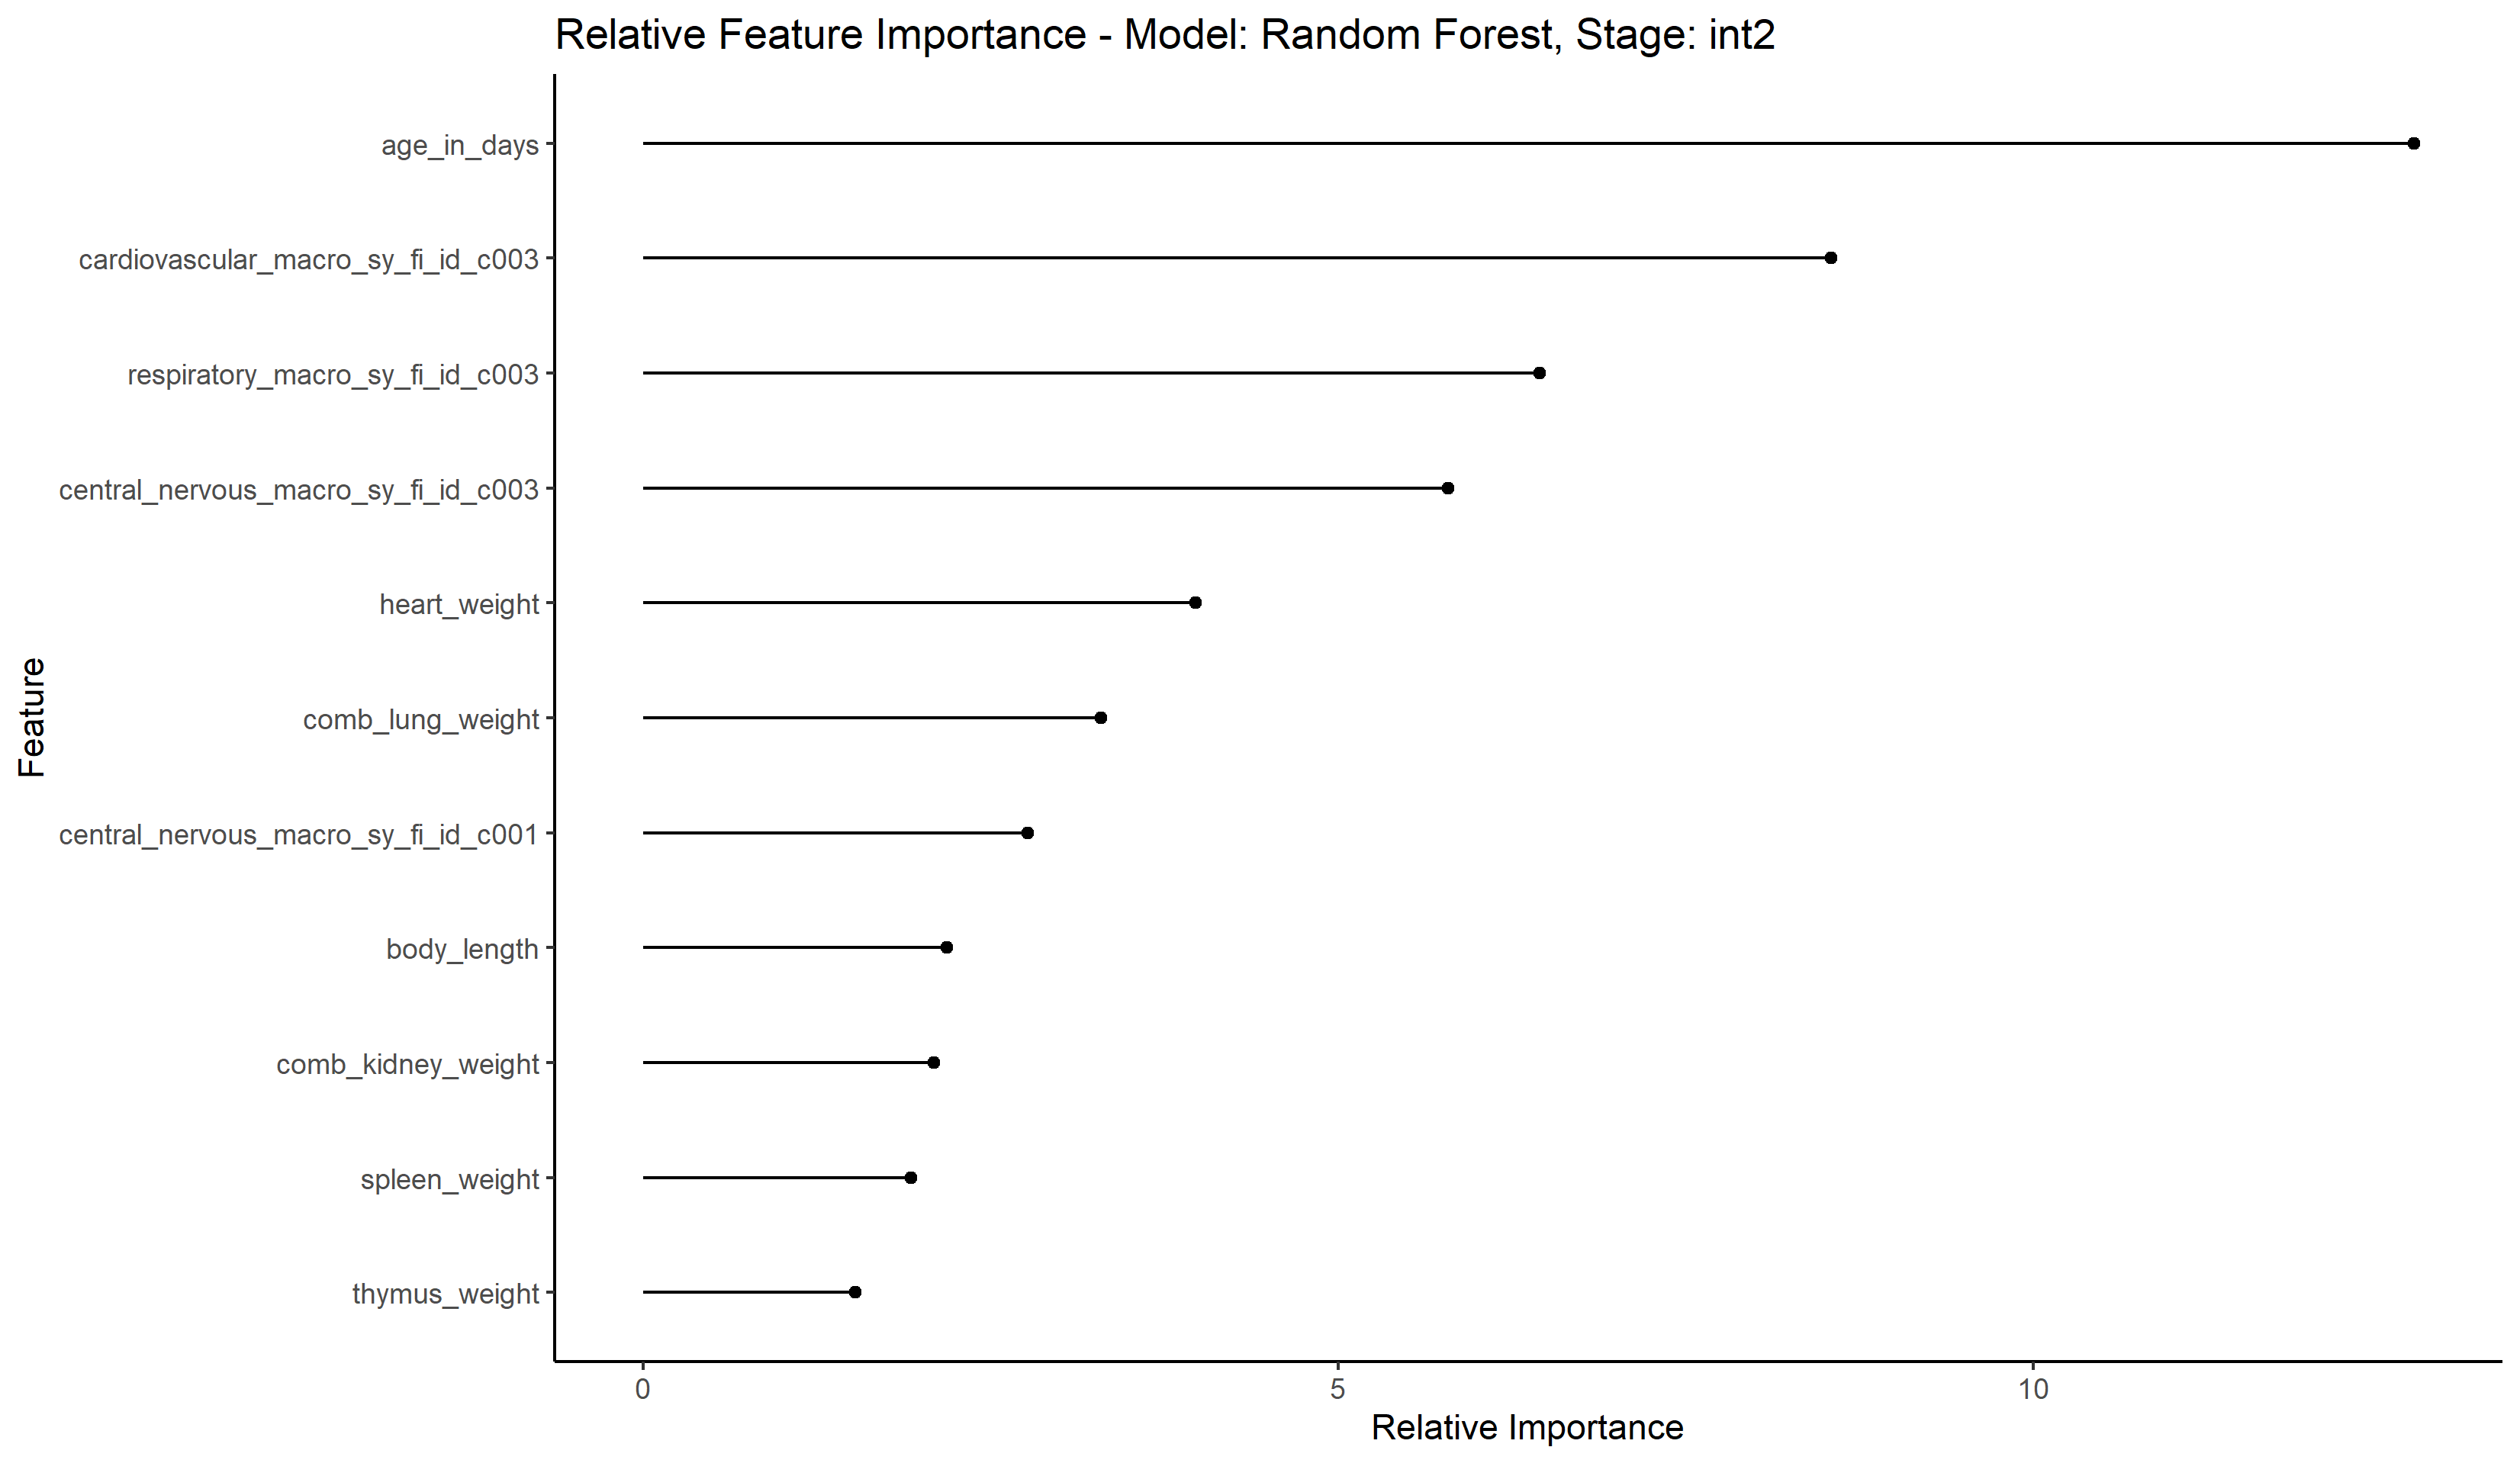 Relative Feature Importance - Model: Random Forest, Stage: int2
Feature
age_in_days
cardiovascular_macro_sy_fi_id_c003
respiratory_macro_sy_fi_id_c003
central_nervous_macro_sy_fi_id_c003
heart_weight
comb_lung_weight
central_nervous_macro_sy_fi_id_c001
body_length
comb_kidney_weight
spleen_weight
thymus_weight
0 5 10
Relative Importance